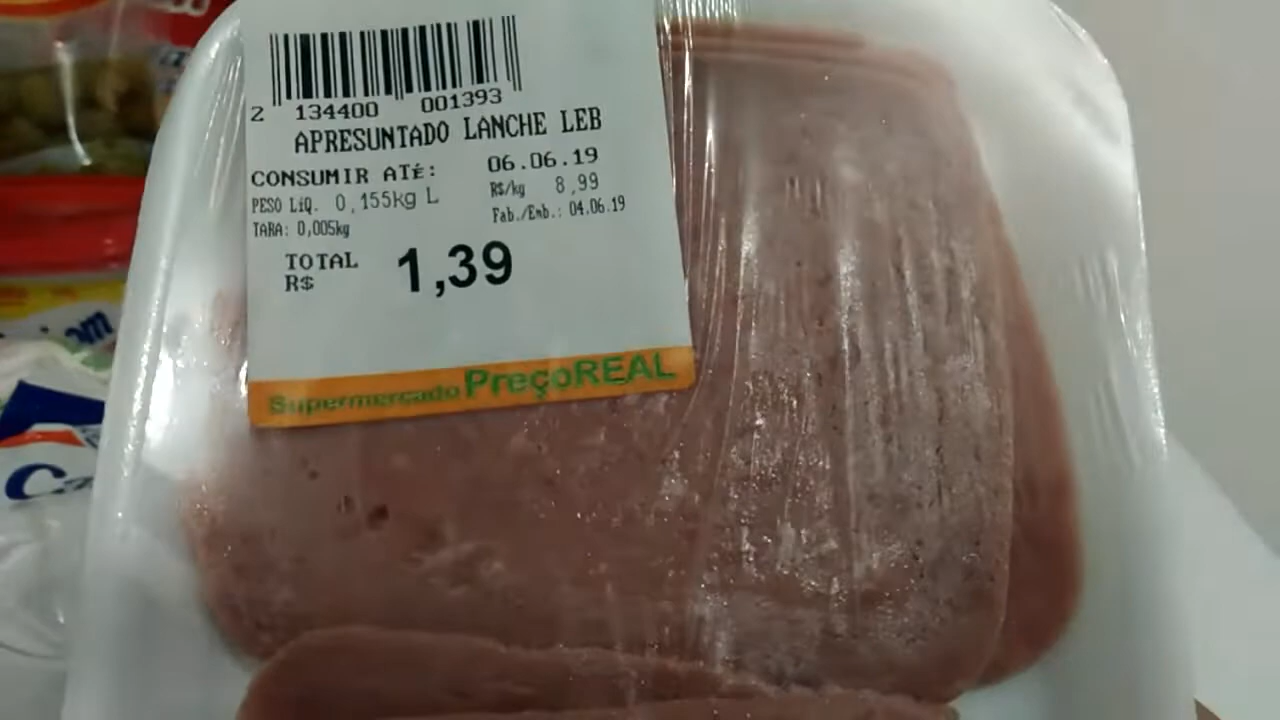 2 134400 001393
APRESUNTADO LANCHE LEB
CONSUMIR ATÉ: 06.06.19
PESO LíQ. 0,155kg L R$/kg 8,99
TARA: 0,005kg Fab./Emb.: 04.06.19
TOTAL R$ 1,39
Supermercado PreçoREAL